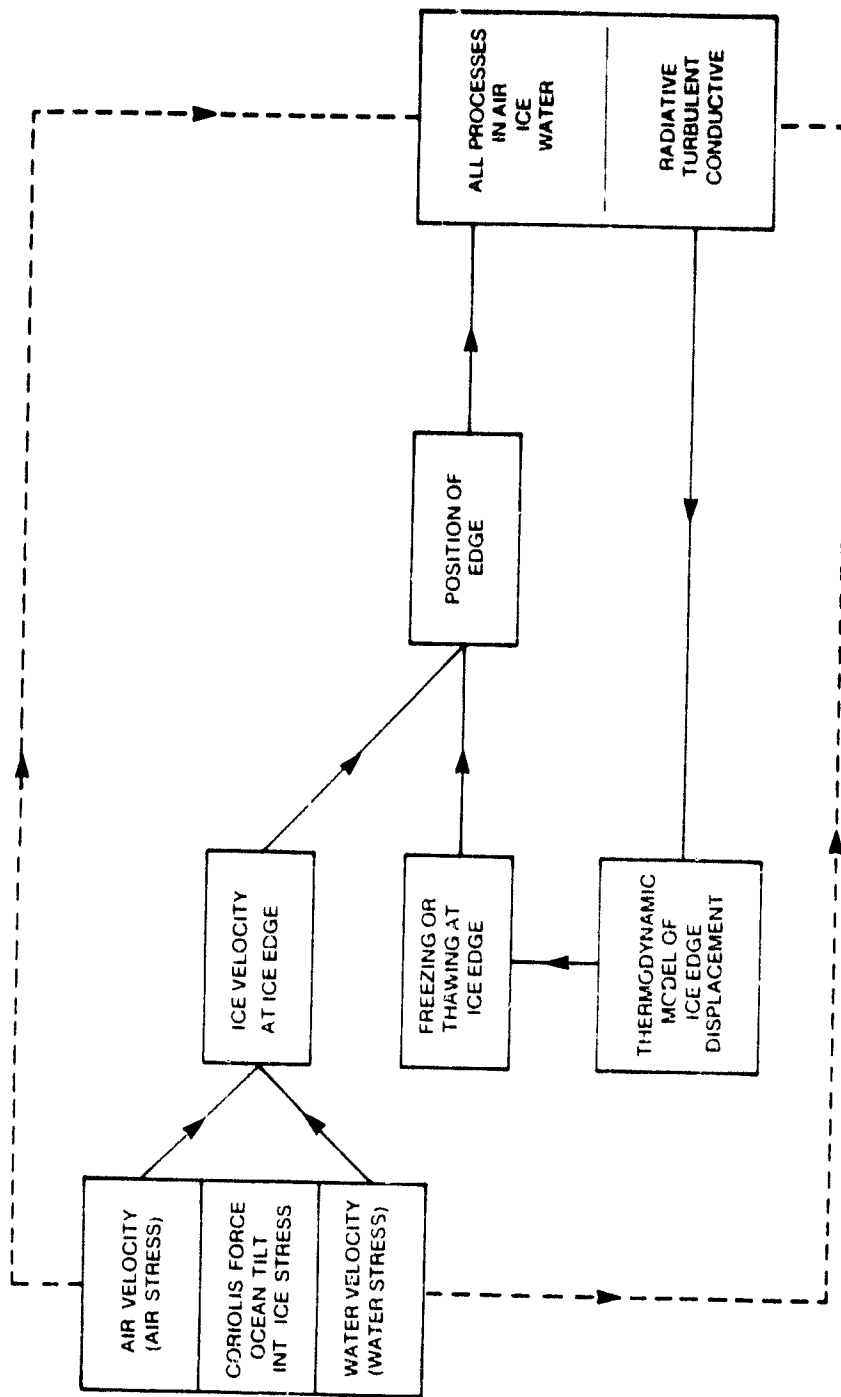 AIR VELOCITY
(AIR STRESS)
CORIOLIS FORCE
OCEAN TILT
INT ICE STRESS
WATER VELOCITY
(WATER STRESS)
ICE VELOCITY
AT ICE EDGE
FREEZING OR
THAWING AT
ICE EDGE
THERMODYNAMIC
MODEL OF
ICE EDGE
DISPLACEMENT
POSITION OF
EDGE
ALL PROCESSES
IN AIR
ICE
WATER
RADIATIVE
TURBULENT
CONDUCTIVE